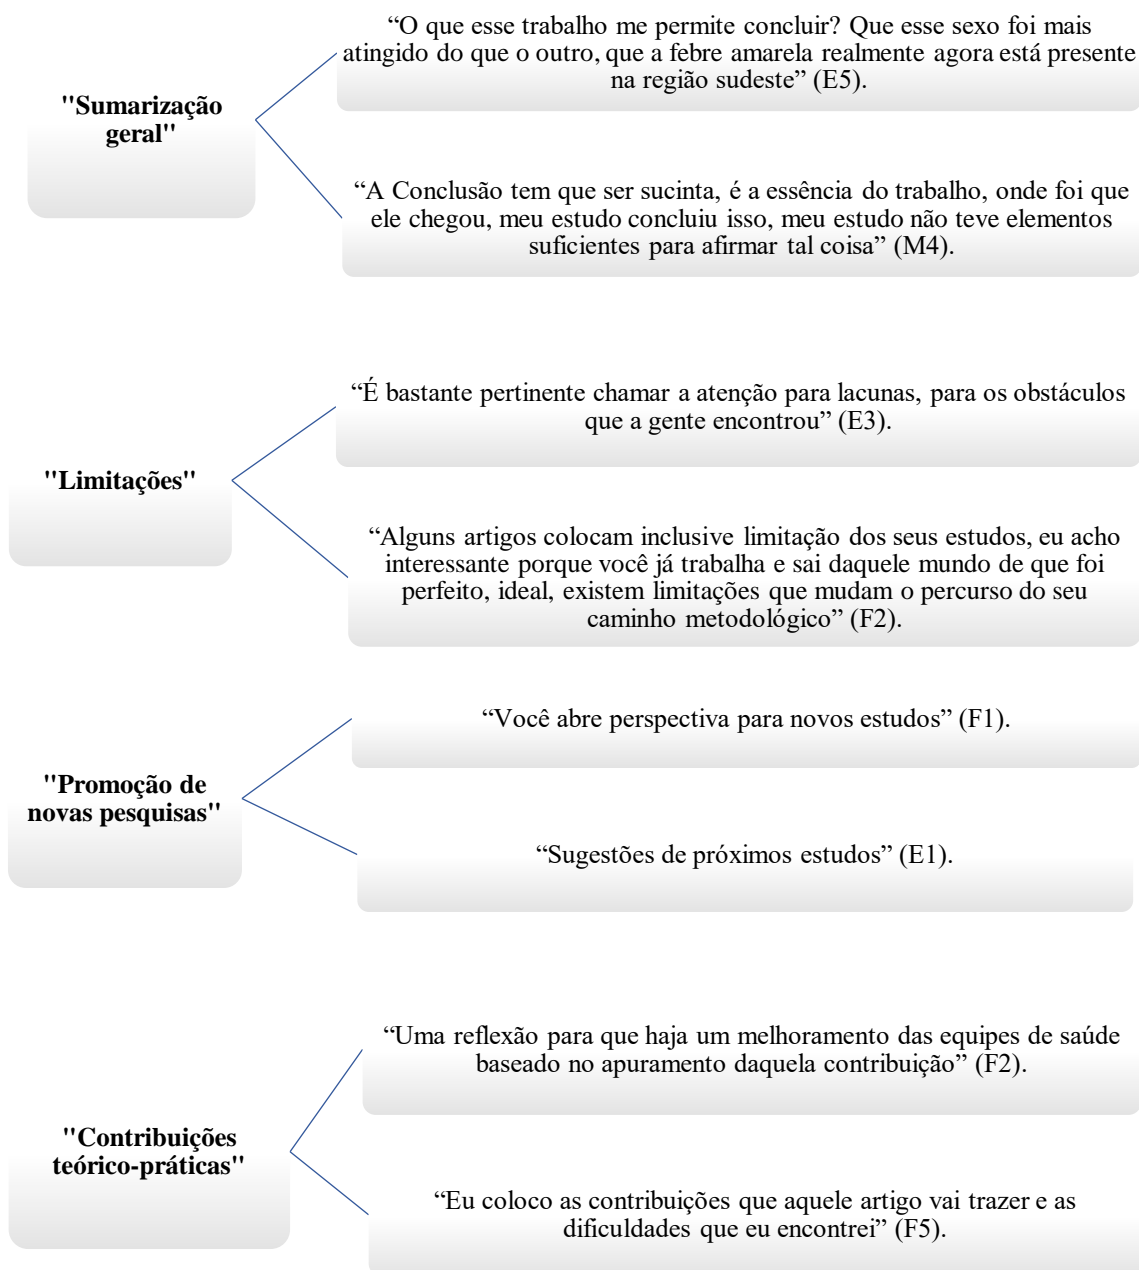 "Sumarização
geral"
“O que esse trabalho me permite concluir? Que esse sexo foi mais
atingido do que o outro, que a febre amarela realmente agora está presente
na região sudeste” (E5).
“A Conclusão tem que ser sucinta, é a essência do trabalho, onde foi que
ele chegou, meu estudo concluiu isso, meu estudo não teve elementos
suficientes para afirmar tal coisa” (M4).
"Limitações"
“É bastante pertinente chamar a atenção para lacunas, para os obstáculos
que a gente encontrou” (E3).
“Alguns artigos colocam inclusive limitação dos seus estudos, eu acho
interessante porque você já trabalha e sai daquele mundo de que foi
perfeito, ideal, existem limitações que mudam o percurso do seu
caminho metodológico” (F2).
"Promoção de
novas pesquisas"
“Você abre perspectiva para novos estudos” (F1).
“Sugestões de próximos estudos” (E1).
"Contribuições
teórico-práticas"
“Uma reflexão para que haja um melhoramento das equipes de saúde
baseado no apuramento daquela contribuição” (F2).
“Eu coloco as contribuições que aquele artigo vai trazer e as
dificuldades que eu encontrei” (F5).